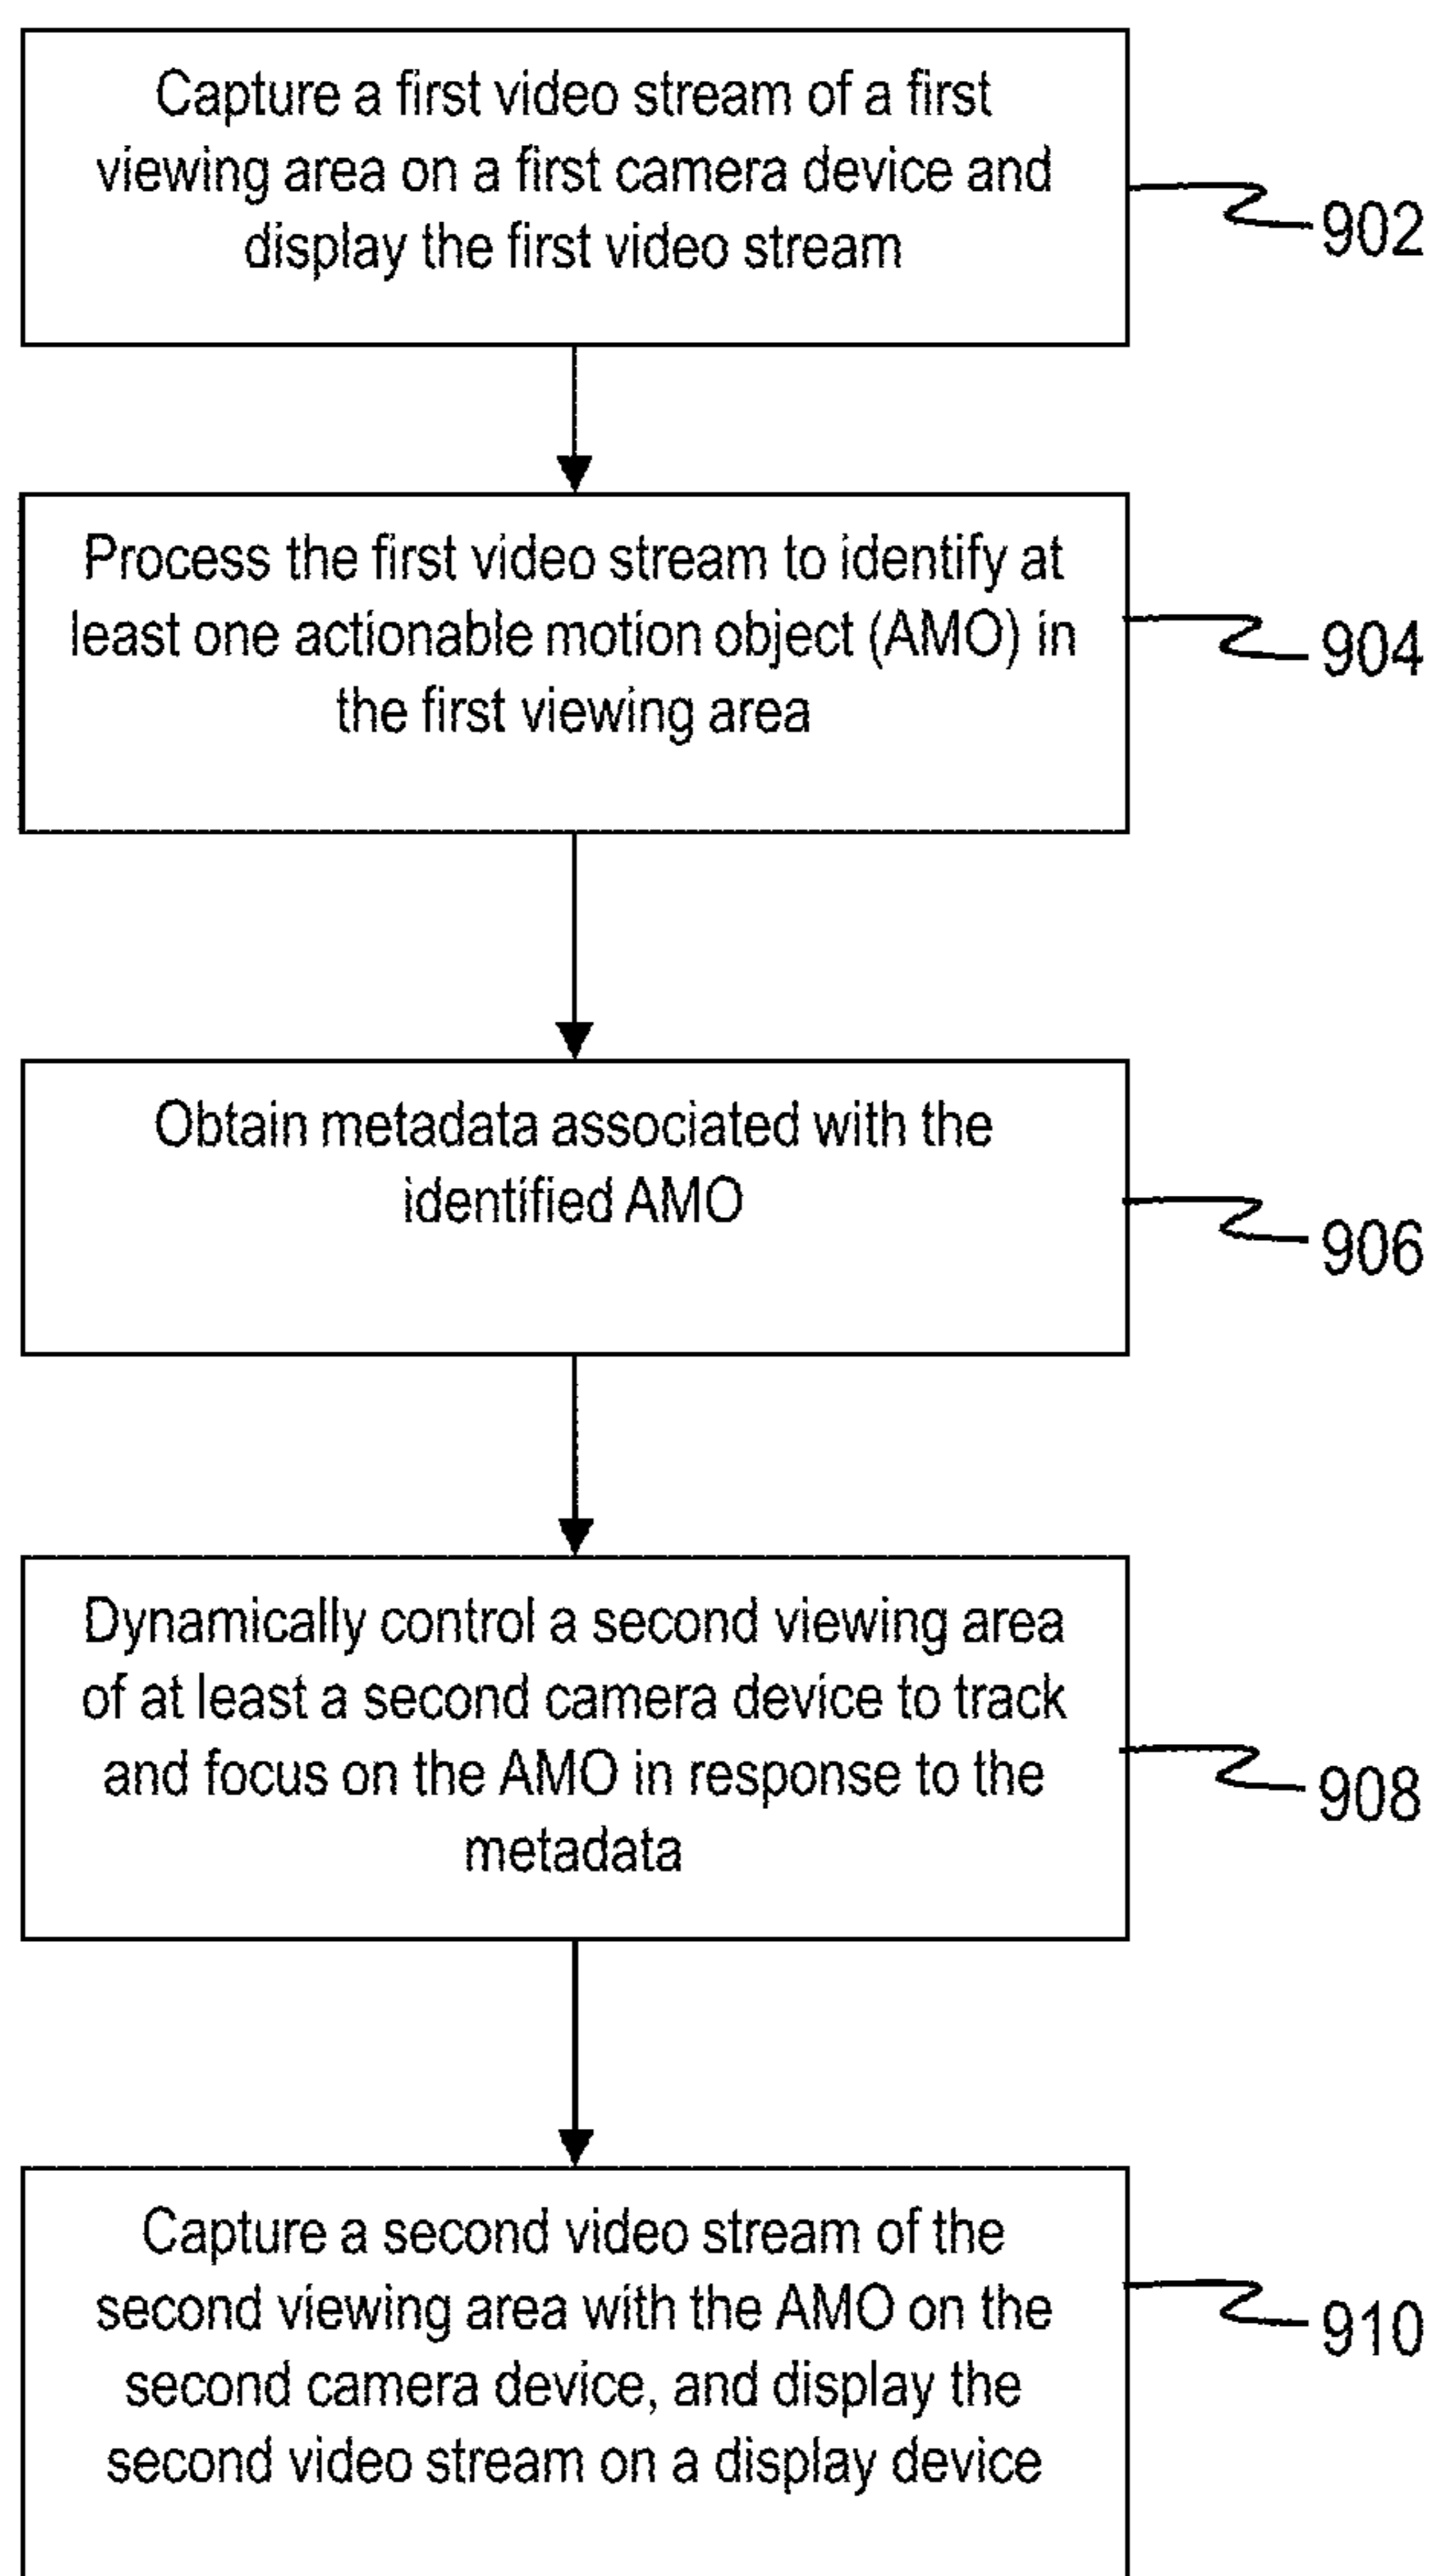 Capture a first video stream of a first
viewing area on a first camera device and
display the first video stream
902
Process the first video stream to identify at
least one actionable motion object (AMO) in
the first viewing area
904
Obtain metadata associated with the
identified AMO
906
Dynamically control a second viewing area
of at least a second camera device to track
and focus on the AMO in response to the
metadata
908
Capture a second video stream of the
second viewing area with the AMO on the
second camera device, and display the
second video stream on a display device
910